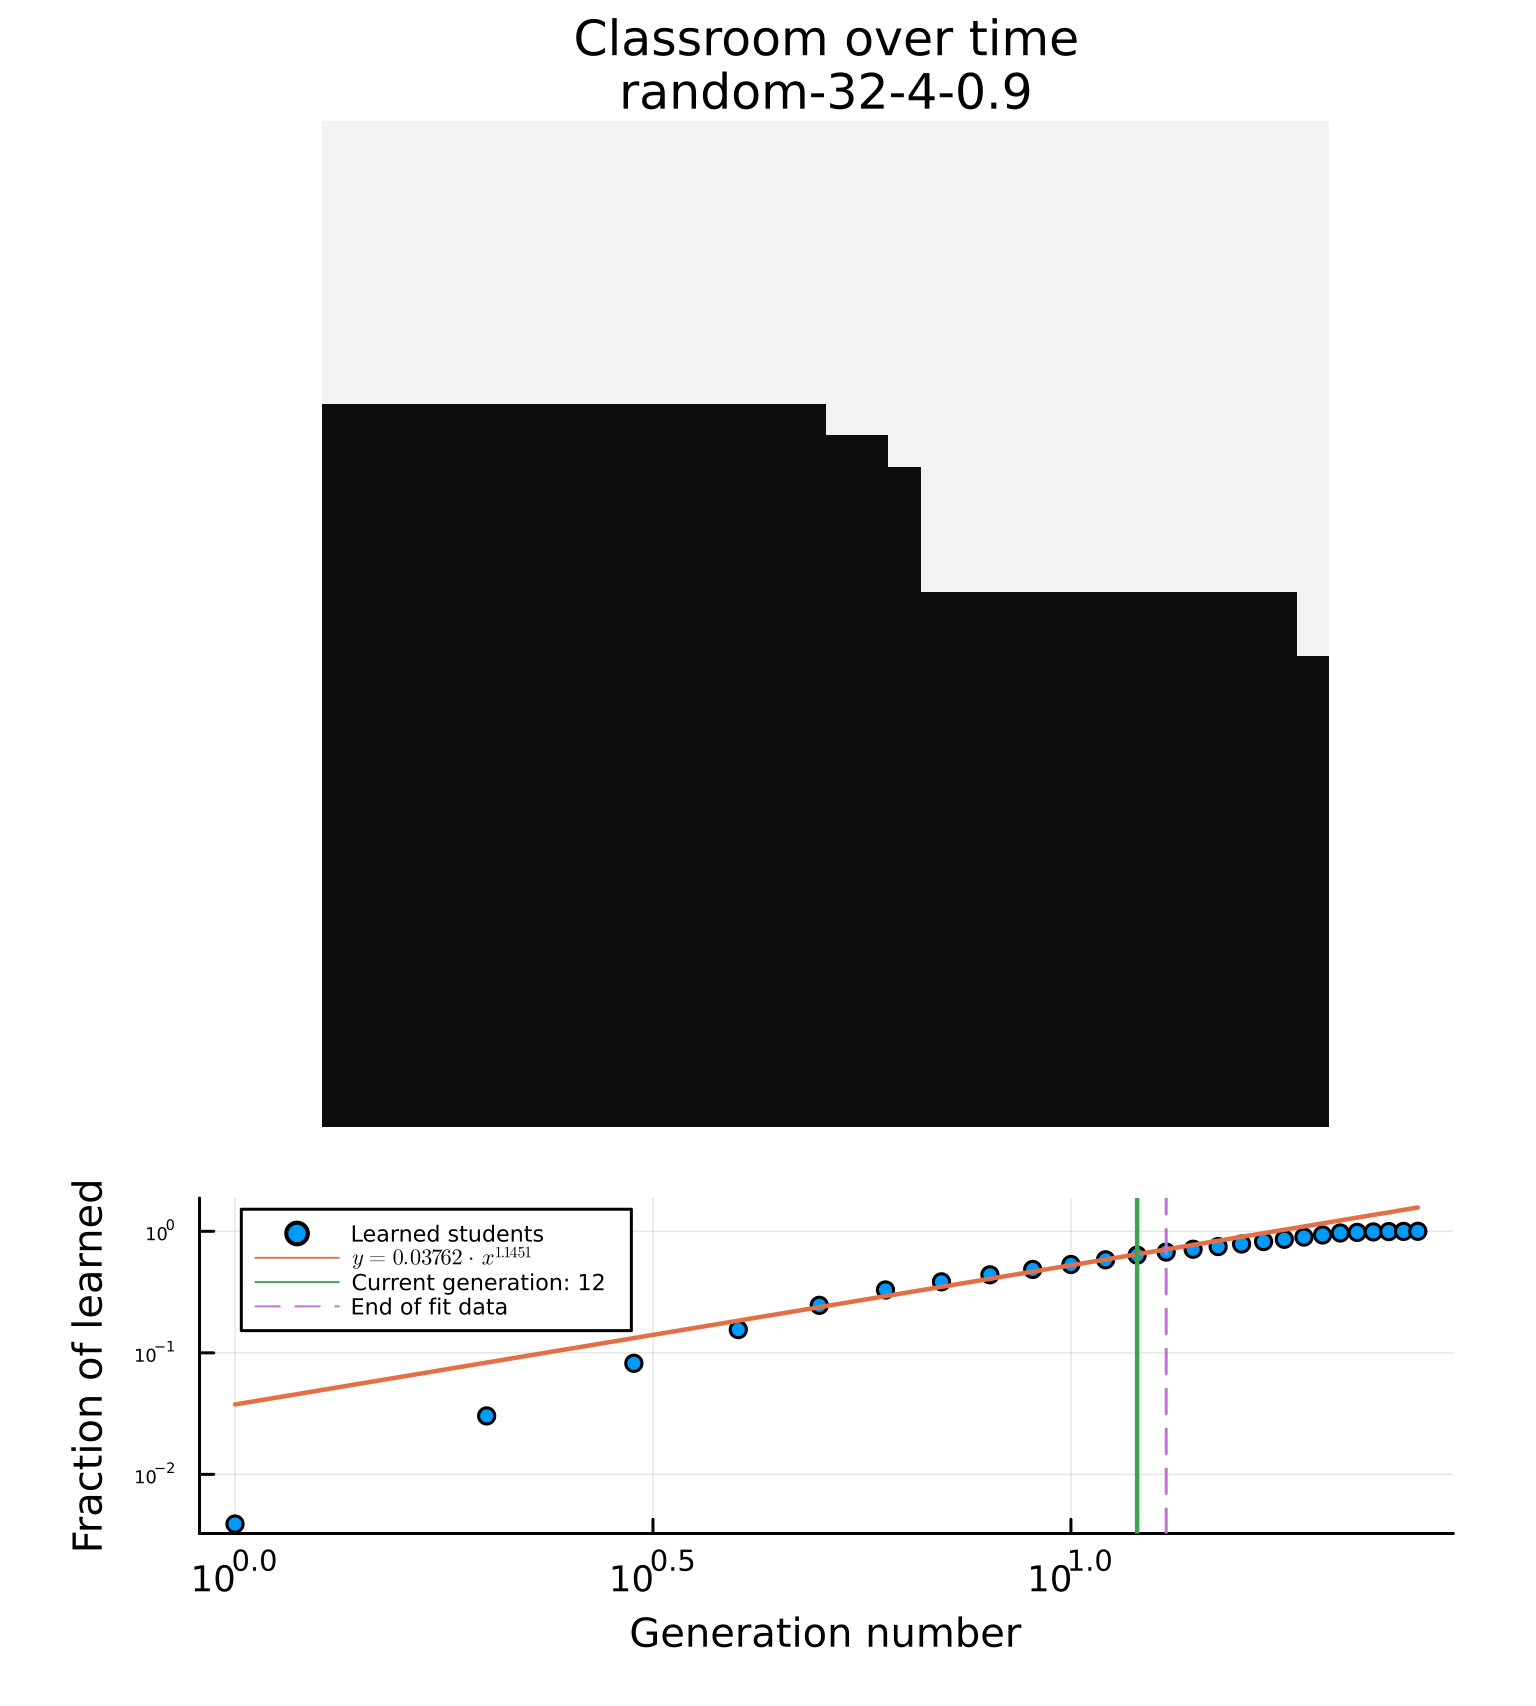 Classroom over time
random-32-4-0.9
Fraction of learned
10⁰
10⁻¹
10⁻²
Learned students
y = 0.03762 · x^1.1451
Current generation: 12
End of fit data
10^0.0 10^0.5 10^1.0
Generation number